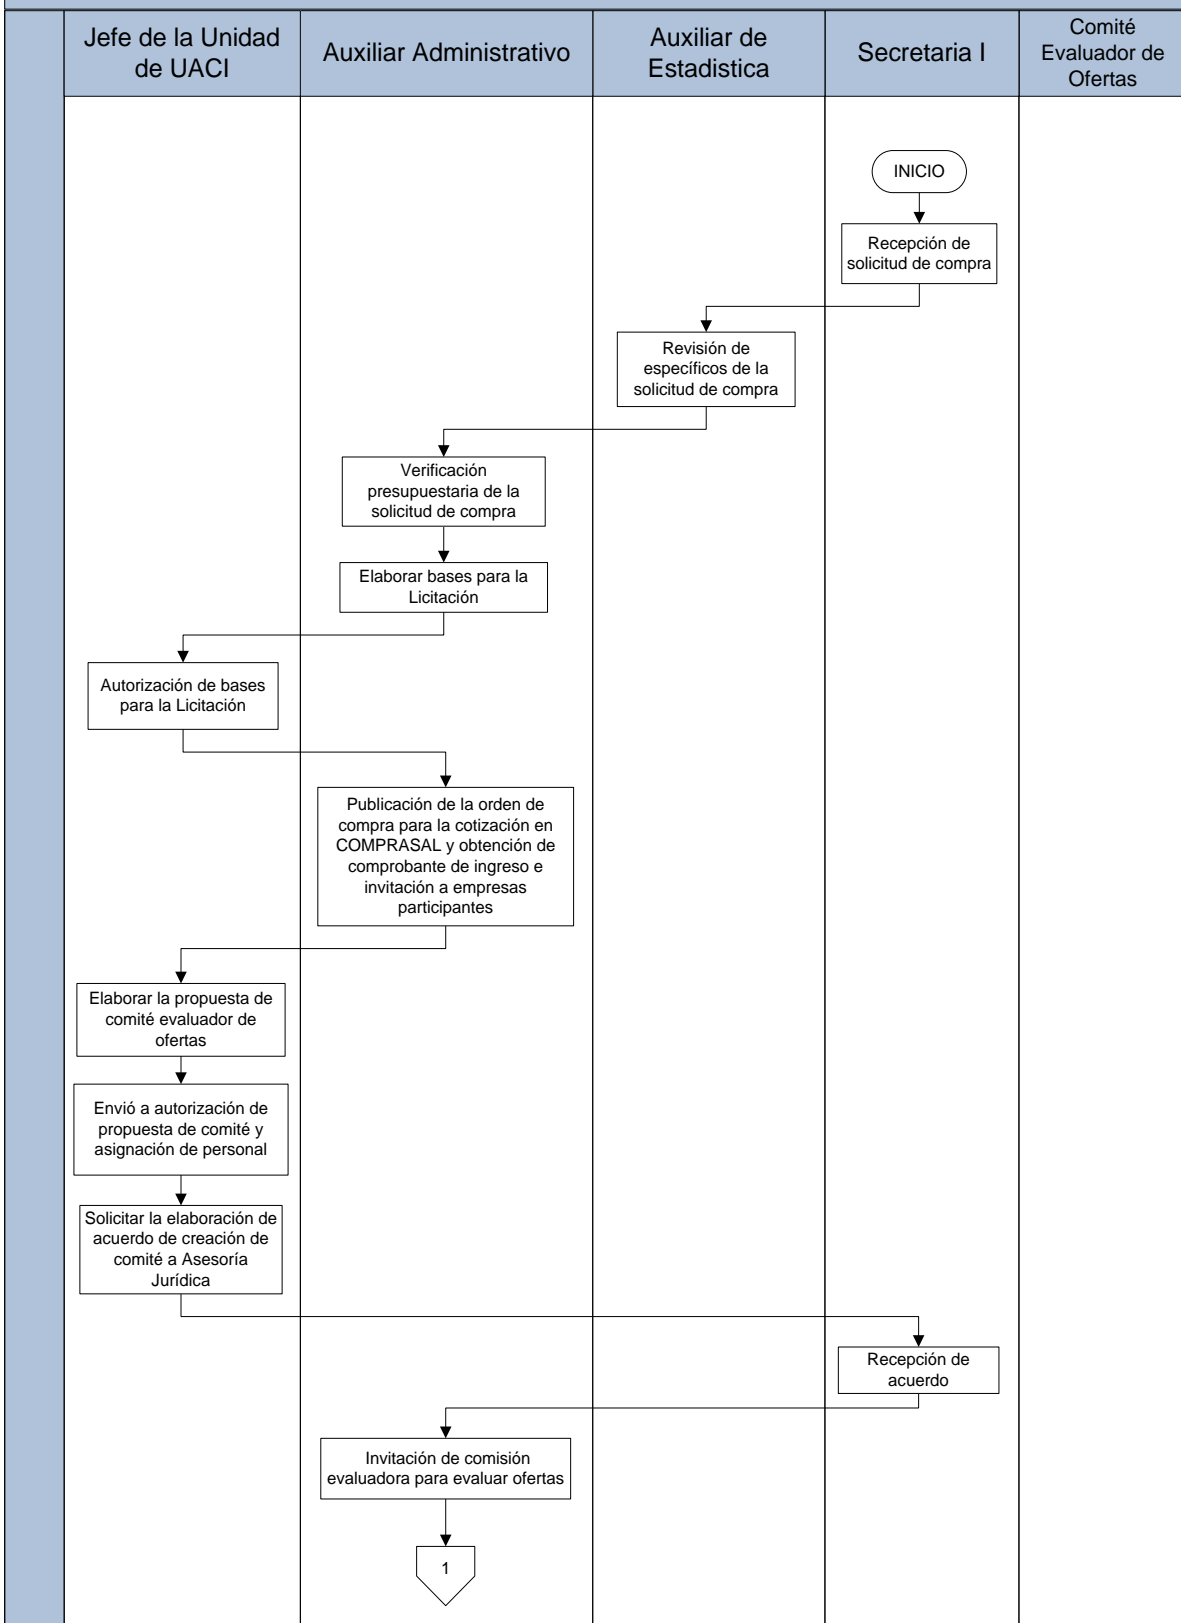 Jefe de la Unidad
de UACI
Auxiliar Administrativo
Auxiliar de
Estadistica
Secretaria I
Comité
Evaluador de
Ofertas
INICIO
Recepción de
solicitud de compra
Revisión de
específicos de la
solicitud de compra
Verificación
presupuestaria de la
solicitud de compra
Elaborar bases para la
Licitación
Autorización de bases
para la Licitación
Publicación de la orden de
compra para la cotización en
COMPRASAL y obtención de
comprobante de ingreso e
invitación a empresas
participantes
Elaborar la propuesta de
comité evaluador de
ofertas
Envió a autorización de
propuesta de comité y
asignación de personal
Solicitar la elaboración de
acuerdo de creación de
comité a Asesoría
Jurídica
Recepción de
acuerdo
Invitación de comisión
evaluadora para evaluar ofertas
1